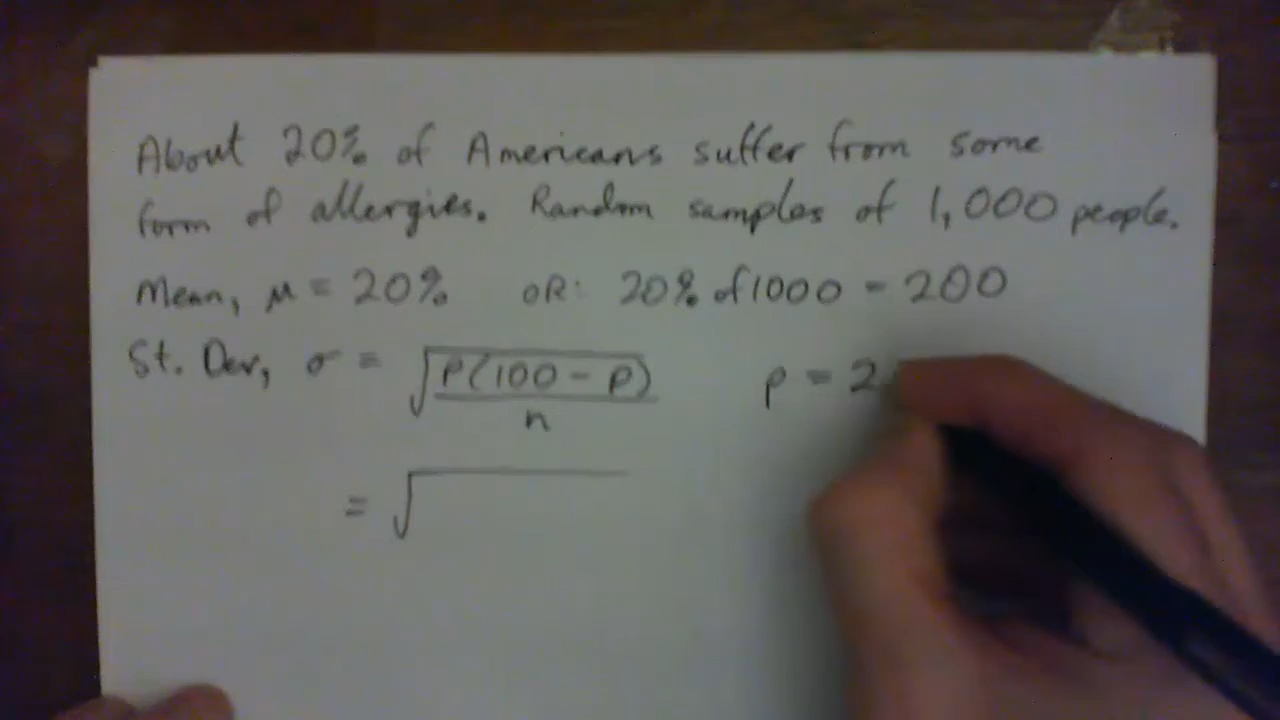 About 20% of Americans suffer from some
form of allergies. Random samples of 1,000 people.
Mean, μ = 20% OR: 20% of 1000 = 200
St. Dev, σ = √(p(100 - p)/n) p = 2
= √